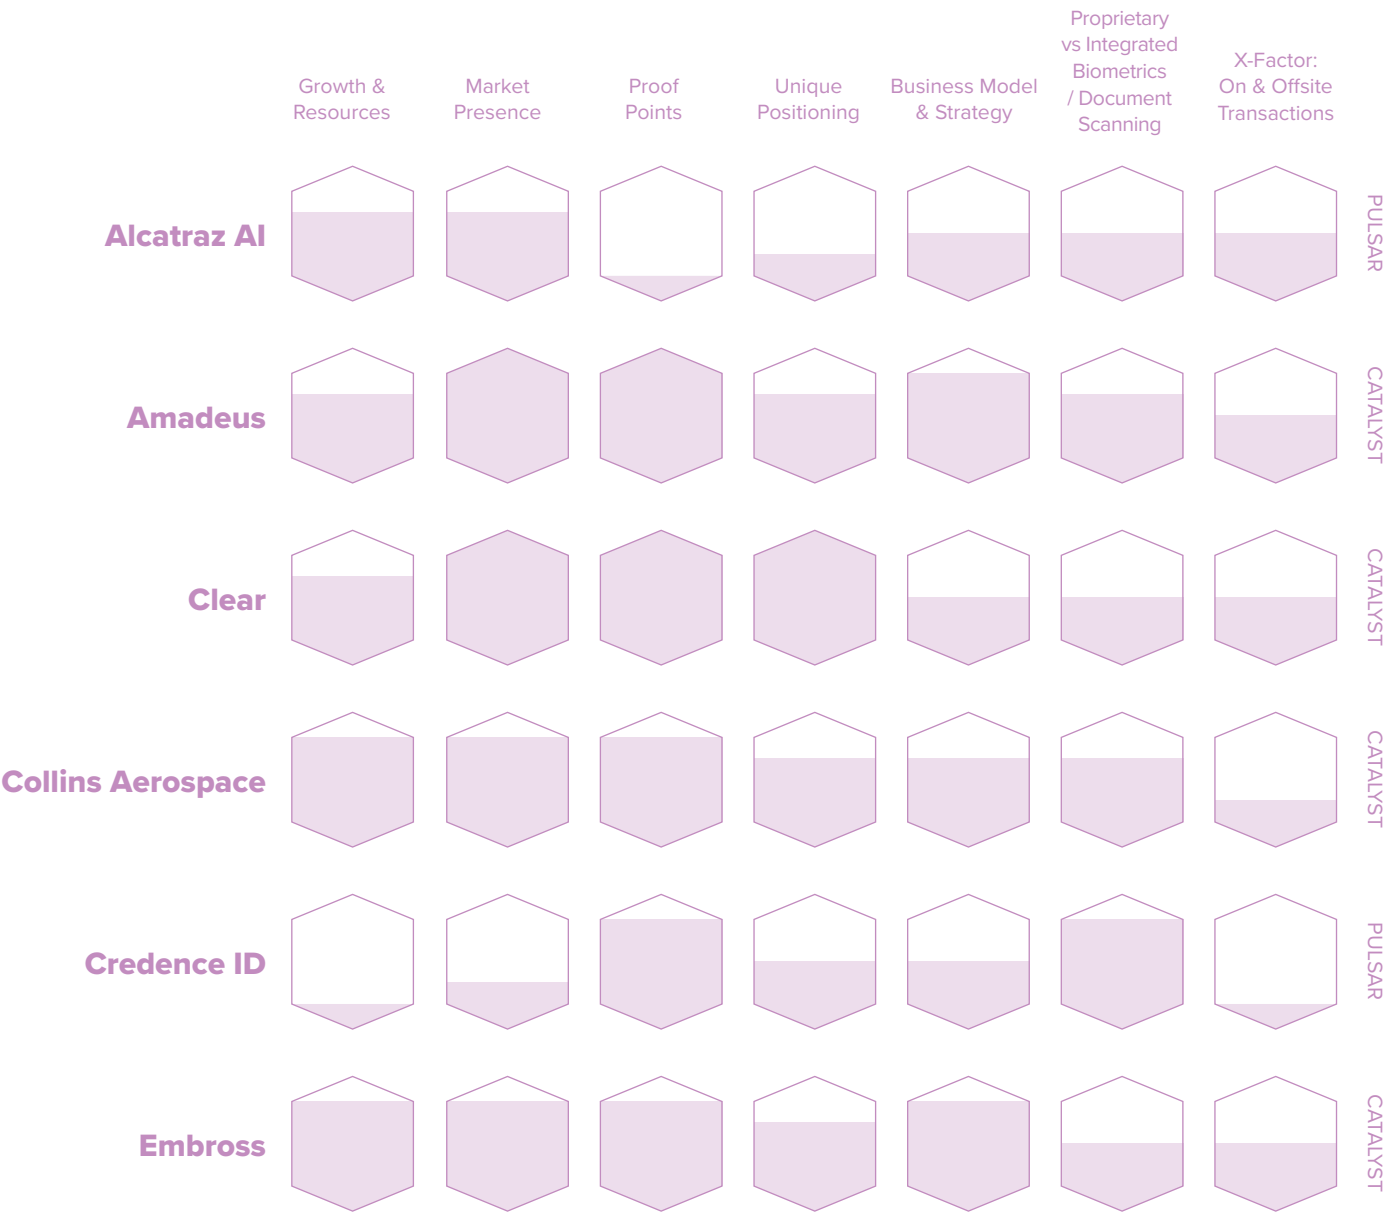 Growth &
Resources
Market
Presence
Proof
Points
Unique
Positioning
Business Model
& Strategy
Proprietary
vs Integrated
Biometrics
/ Document
Scanning
X-Factor:
On & Offsite
Transactions
Alcatraz AI
PULSAR
Amadeus
CATALYST
Clear
CATALYST
Collins Aerospace
CATALYST
Credence ID
PULSAR
Embross
CATALYST